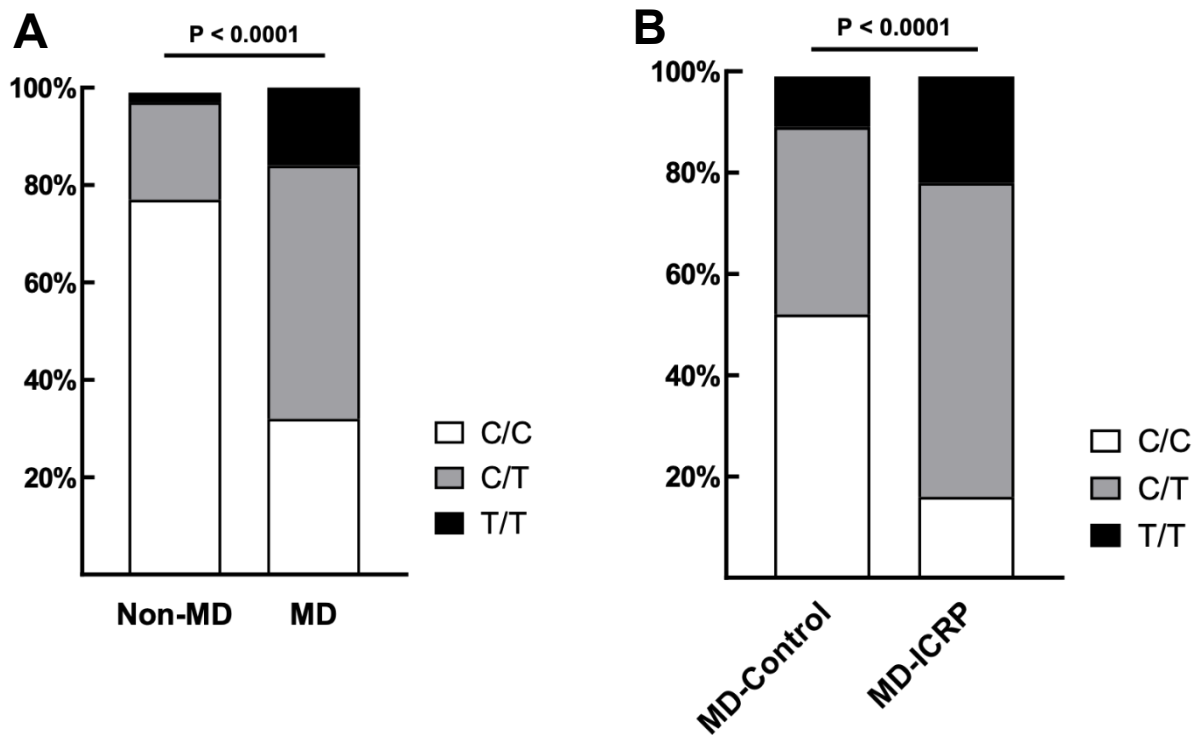 A
P < 0.0001
100%
80%
60%
40%
20%
Non-MD
MD
C/C
C/T
T/T
B
P < 0.0001
100%
80%
60%
40%
20%
MD-Control
MD-ICRP
C/C
C/T
T/T